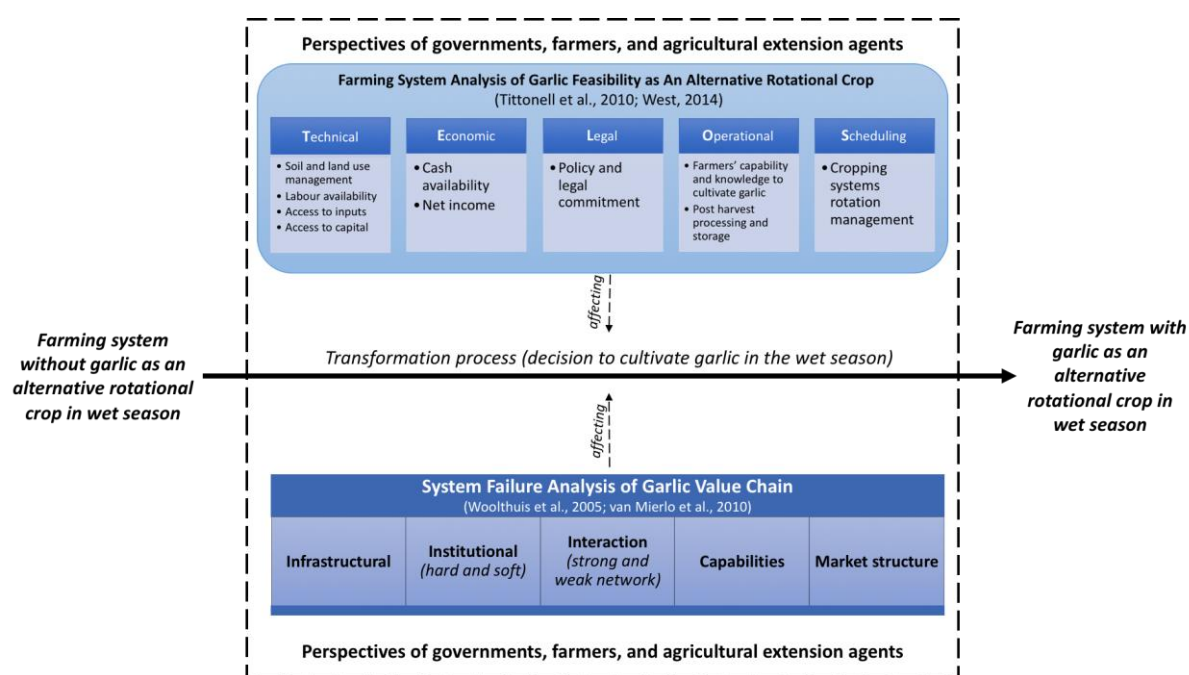 Perspectives of governments, farmers, and agricultural extension agents
Farming System Analysis of Garlic Feasibility as An Alternative Rotational Crop
(Tittonell et al., 2010; West, 2014)
Technical
• Soil and land use
management
• Labour availability
• Access to inputs
• Access to capital
Economic
• Cash
availability
• Net income
Legal
• Policy and
legal
commitment
Operational
• Farmers’ capability
and knowledge to
cultivate garlic
• Post harvest
processing and
storage
Scheduling
• Cropping
systems
rotation
management
affecting
Farming system
without garlic as an
alternative rotational
crop in wet season
Transformation process (decision to cultivate garlic in the wet season)
Farming system with
garlic as an
alternative
rotational crop in
wet season
affecting
System Failure Analysis of Garlic Value Chain
(Woolthuis et al., 2005; van Mierlo et al., 2010)
Infrastructural
Institutional
(hard and soft)
Interaction
(strong and
weak network)
Capabilities
Market structure
Perspectives of governments, farmers, and agricultural extension agents